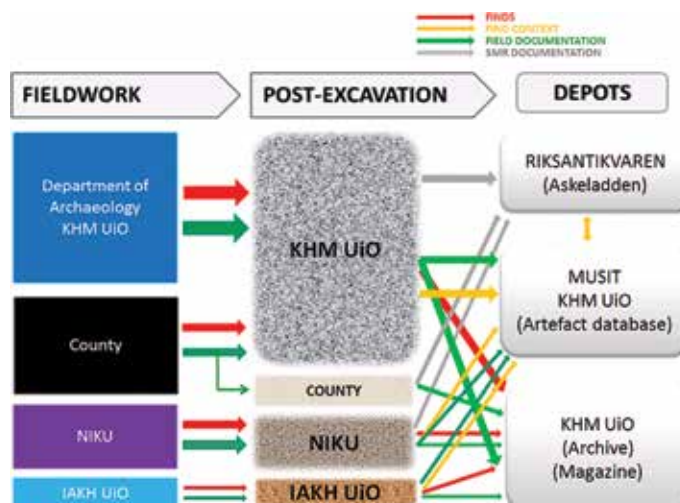 FINDS
FIND CONTEXT
FIELD DOCUMENTATION
SMR DOCUMENTATION
FIELDWORK
POST-EXCAVATION
DEPOTS
Department of
Archaeology
KHM UiO
County
NIKU
IAKH UiO
KHM UiO
COUNTY
NIKU
IAKH UiO
RIKSANTIKVAREN
(Askeladden)
MUSIT
KHM UiO
(Artefact database)
KHM UiO
(Archive)
(Magazine)